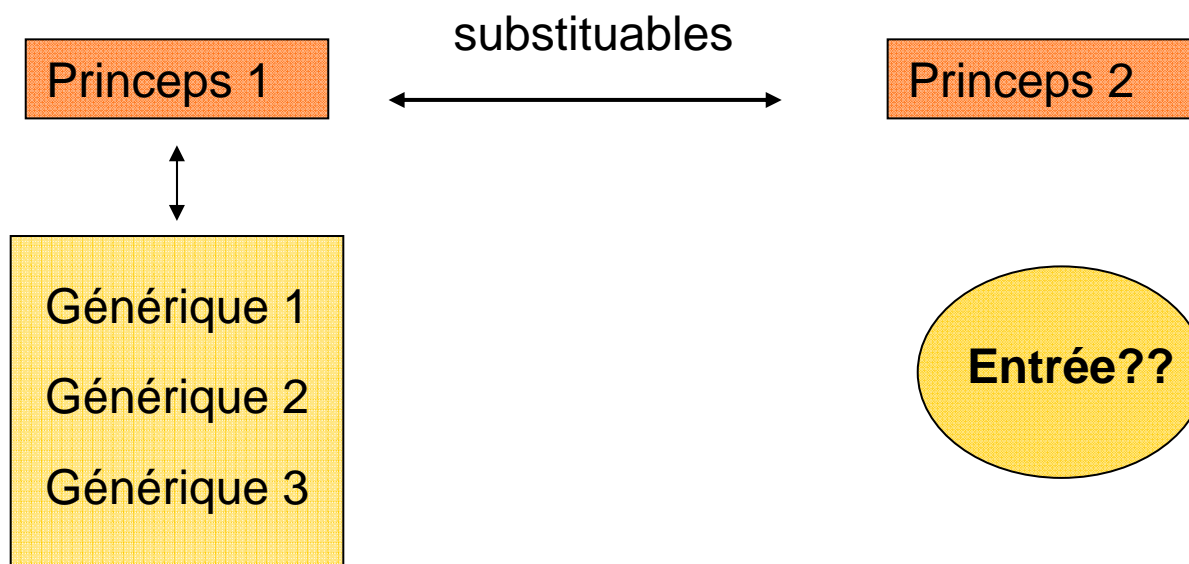 substituables
Princeps 1
Princeps 2
Générique 1
Générique 2
Générique 3
Entrée??